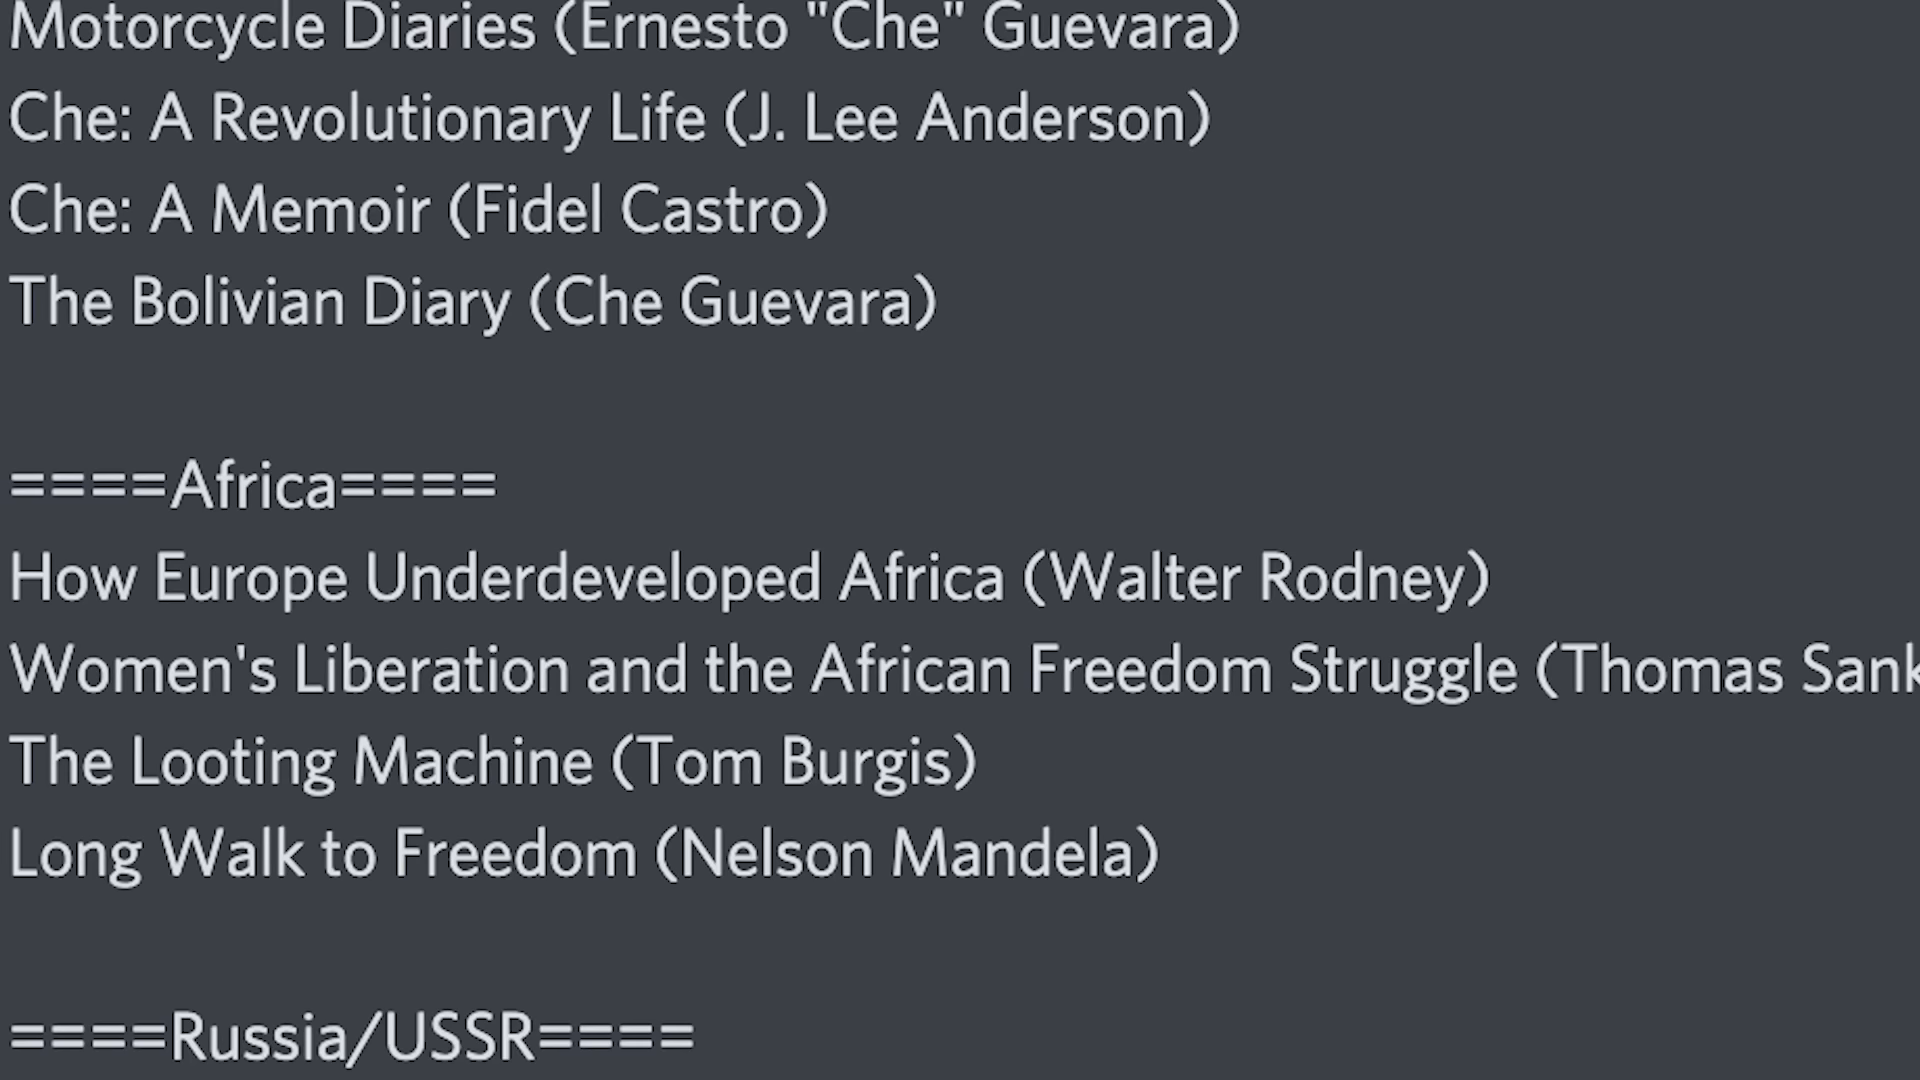 Motorcycle Diaries (Ernesto "Che" Guevara)
Che: A Revolutionary Life (J. Lee Anderson)
Che: A Memoir (Fidel Castro)
The Bolivian Diary (Che Guevara)
====Africa====
How Europe Underdeveloped Africa (Walter Rodney)
Women's Liberation and the African Freedom Struggle (Thomas Sank
The Looting Machine (Tom Burgis)
Long Walk to Freedom (Nelson Mandela)
====Russia/USSR====